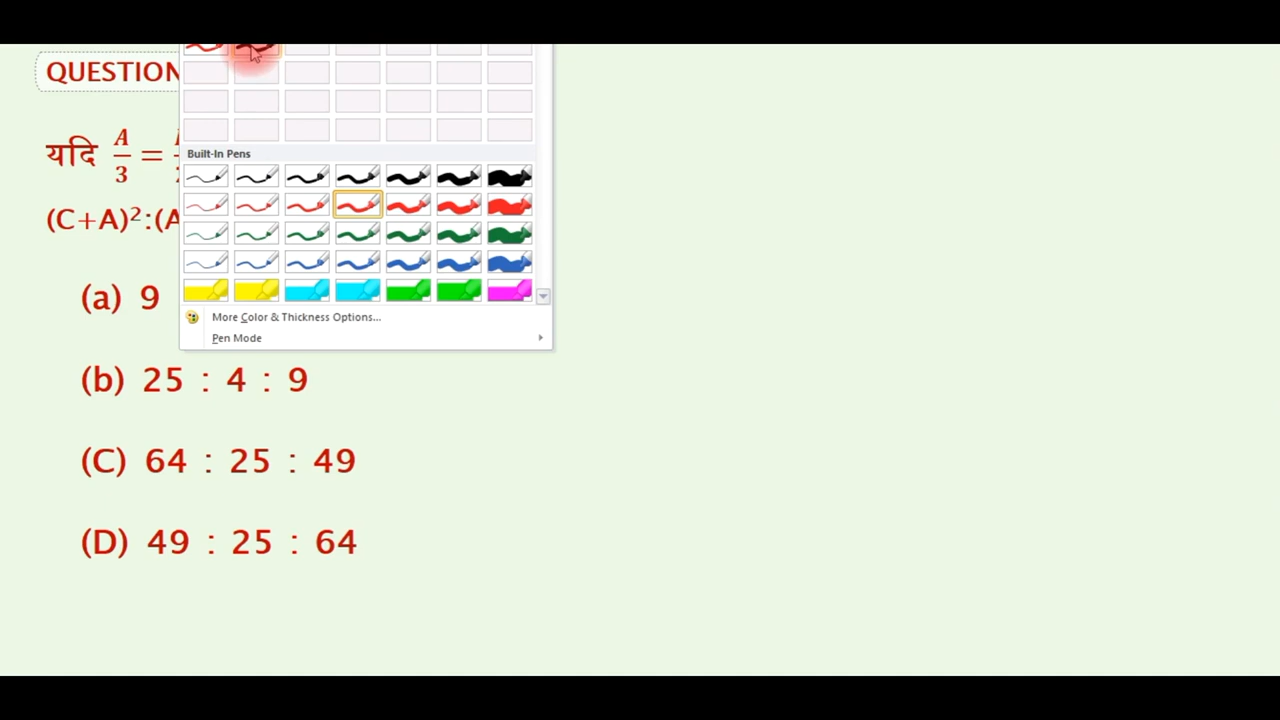 QUESTION
Built-In Pens
यदि A/3 =
(C+A)²:(A
(a) 9
More Color & Thickness Options...
Pen Mode
(b) 25 : 4 : 9
(C) 64 : 25 : 49
(D) 49 : 25 : 64